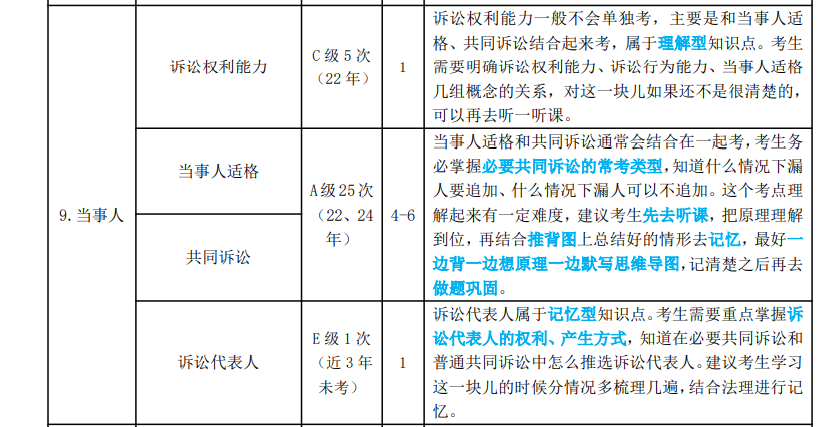 诉讼权利能力
C 级 5 次
（22 年）
1
诉讼权利能力一般不会单独考，主要是和当事人适
格、共同诉讼结合起来考，属于理解型知识点。考生
需要明确诉讼权利能力、诉讼行为能力、当事人适格
几组概念的关系，对这一块儿如果还不是很清楚的，
可以再去听一听课。
9.当事人
当事人适格
共同诉讼
A 级 25 次
（22、24
年）
4-6
当事人适格和共同诉讼通常会结合在一起考，考生务
必掌握必要共同诉讼的常考类型，知道什么情况下漏
人要追加、什么情况下漏人可以不追加。这个考点理
解起来有一定难度，建议考生先去听课，把原理理解
到位，再结合推背图上总结好的情形去记忆，最好一
边背一边想原理一边默写思维导图，记清楚之后再去
做题巩固。
诉讼代表人
E 级 1 次
（近 3 年
未考）
1
诉讼代表人属于记忆型知识点。考生需要重点掌握诉
讼代表人的权利、产生方式，知道在必要共同诉讼和
普通共同诉讼中怎么推选诉讼代表人。建议考生学习
这一块儿的时候分情况多梳理几遍，结合法理进行记
忆。